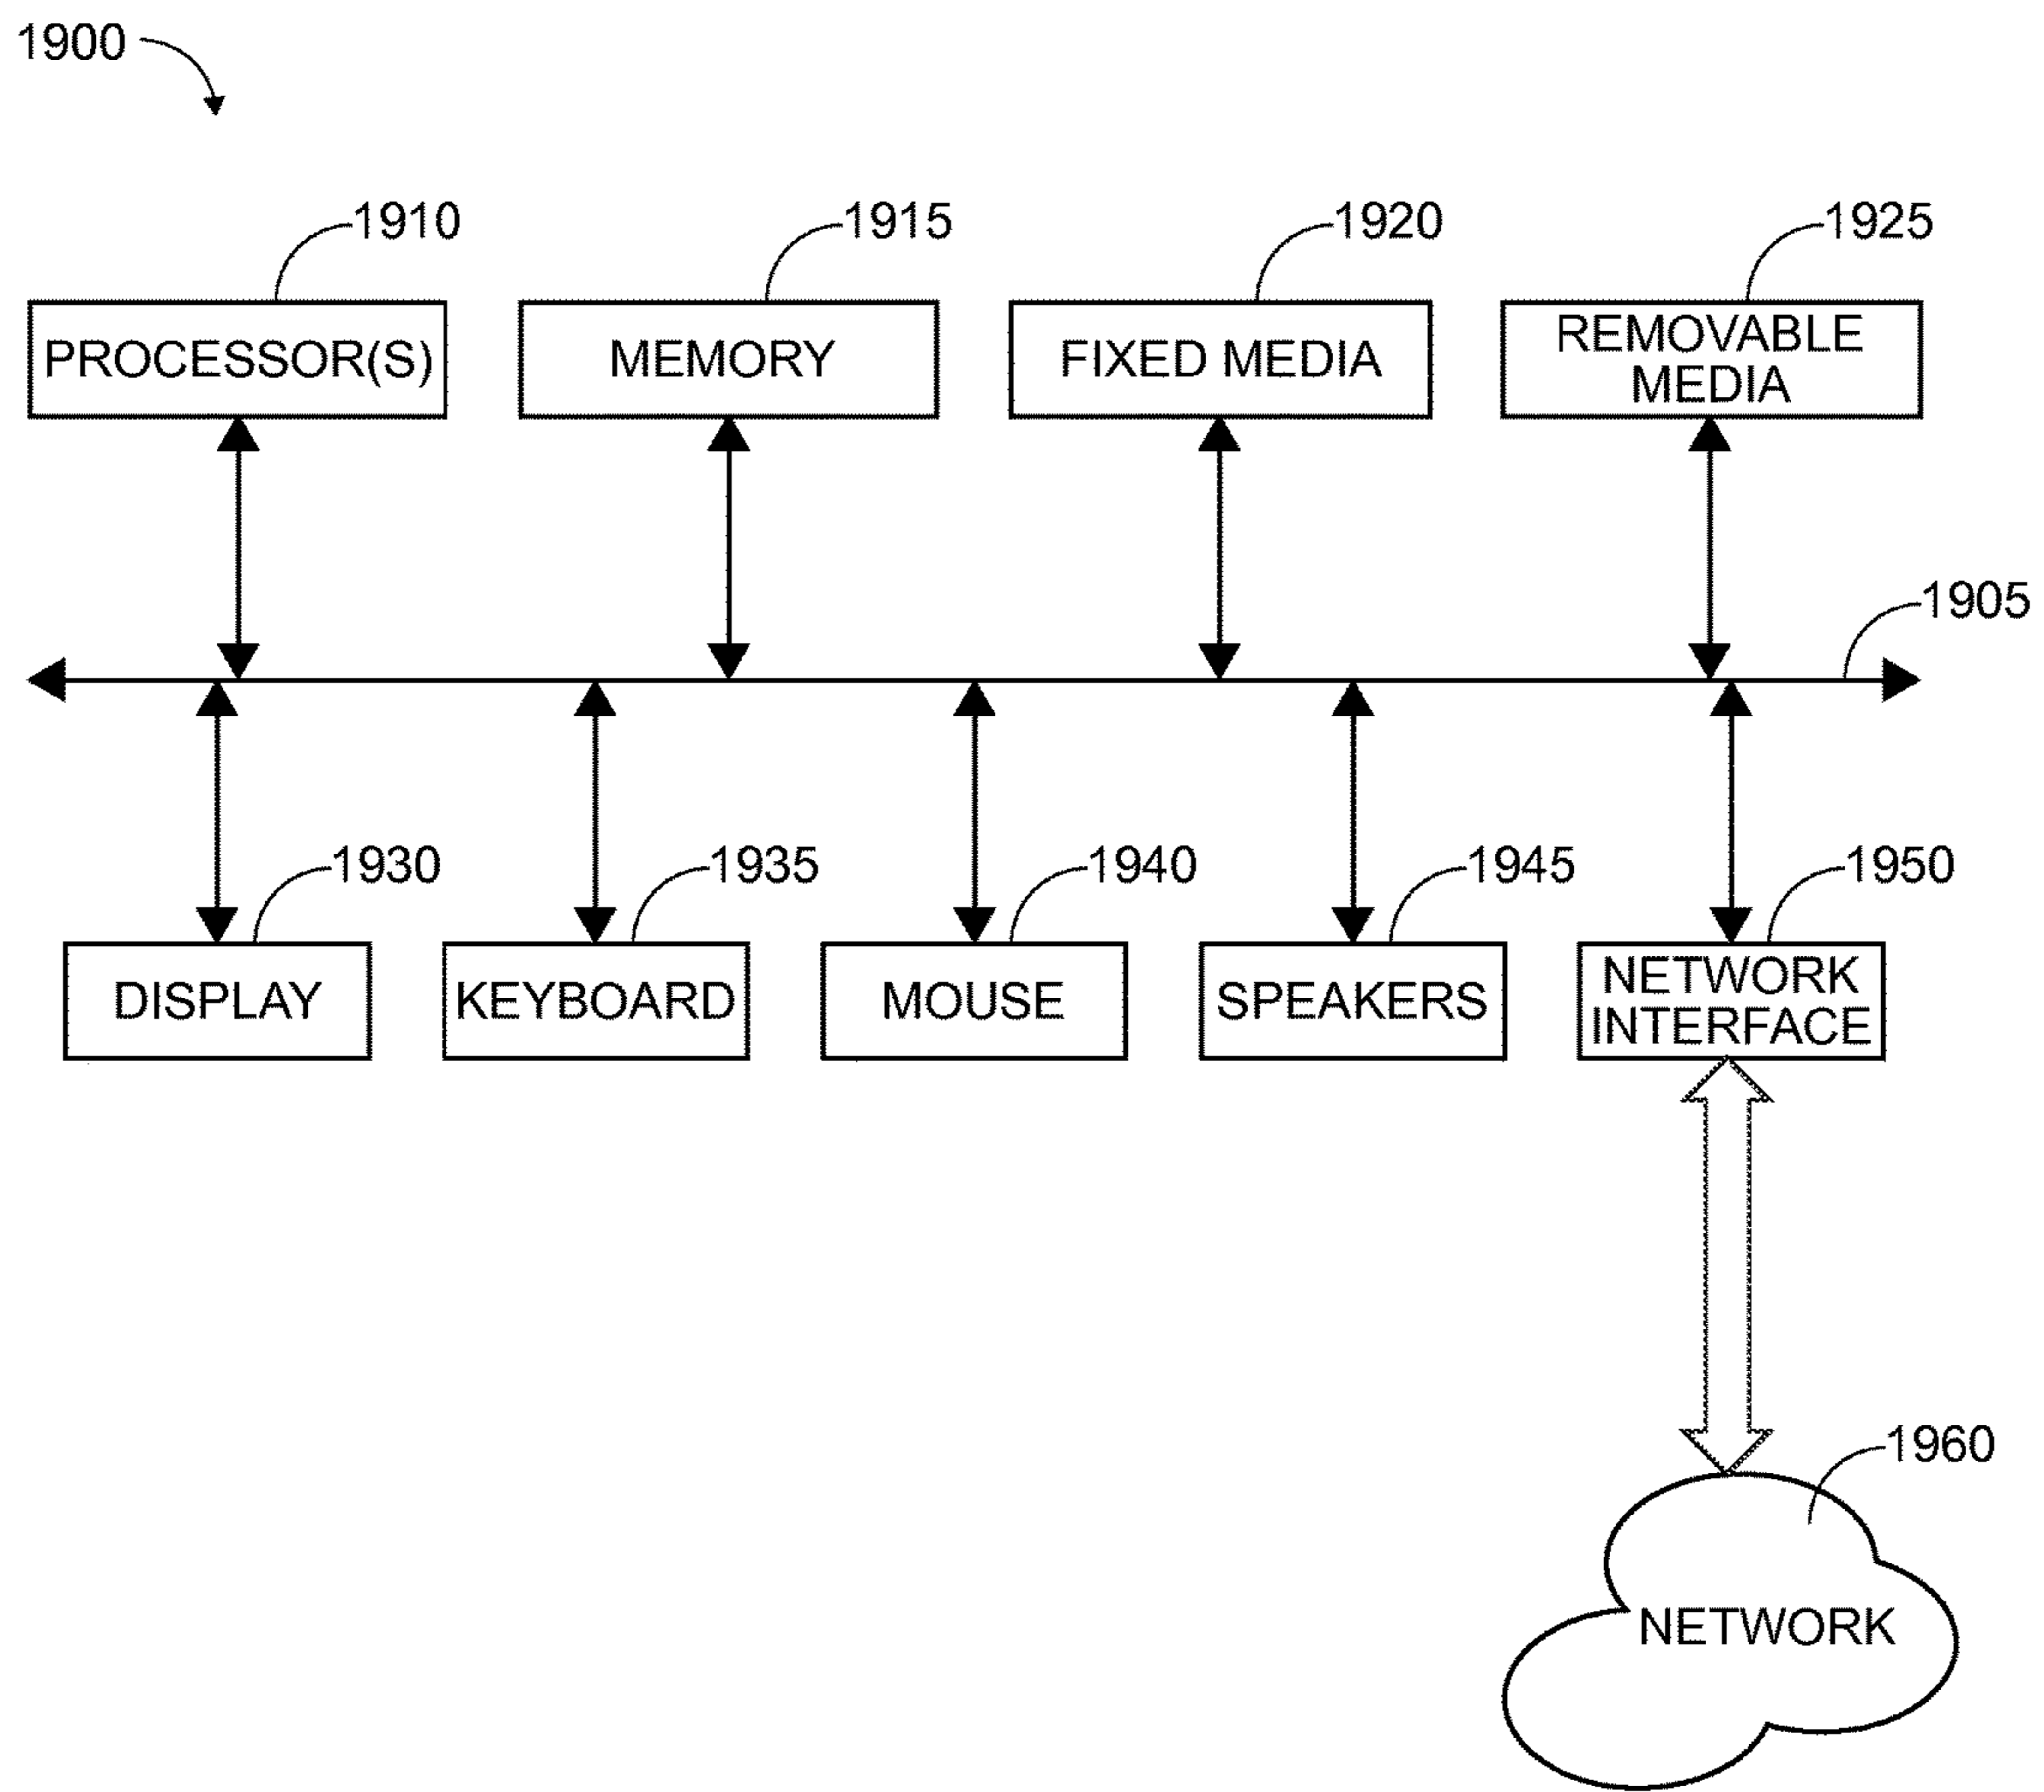 1900
1910
1915
1920
1925
PROCESSOR(S)
MEMORY
FIXED MEDIA
REMOVABLE
MEDIA
1905
1930
1935
1940
1945
1950
DISPLAY
KEYBOARD
MOUSE
SPEAKERS
NETWORK
INTERFACE
1960
NETWORK